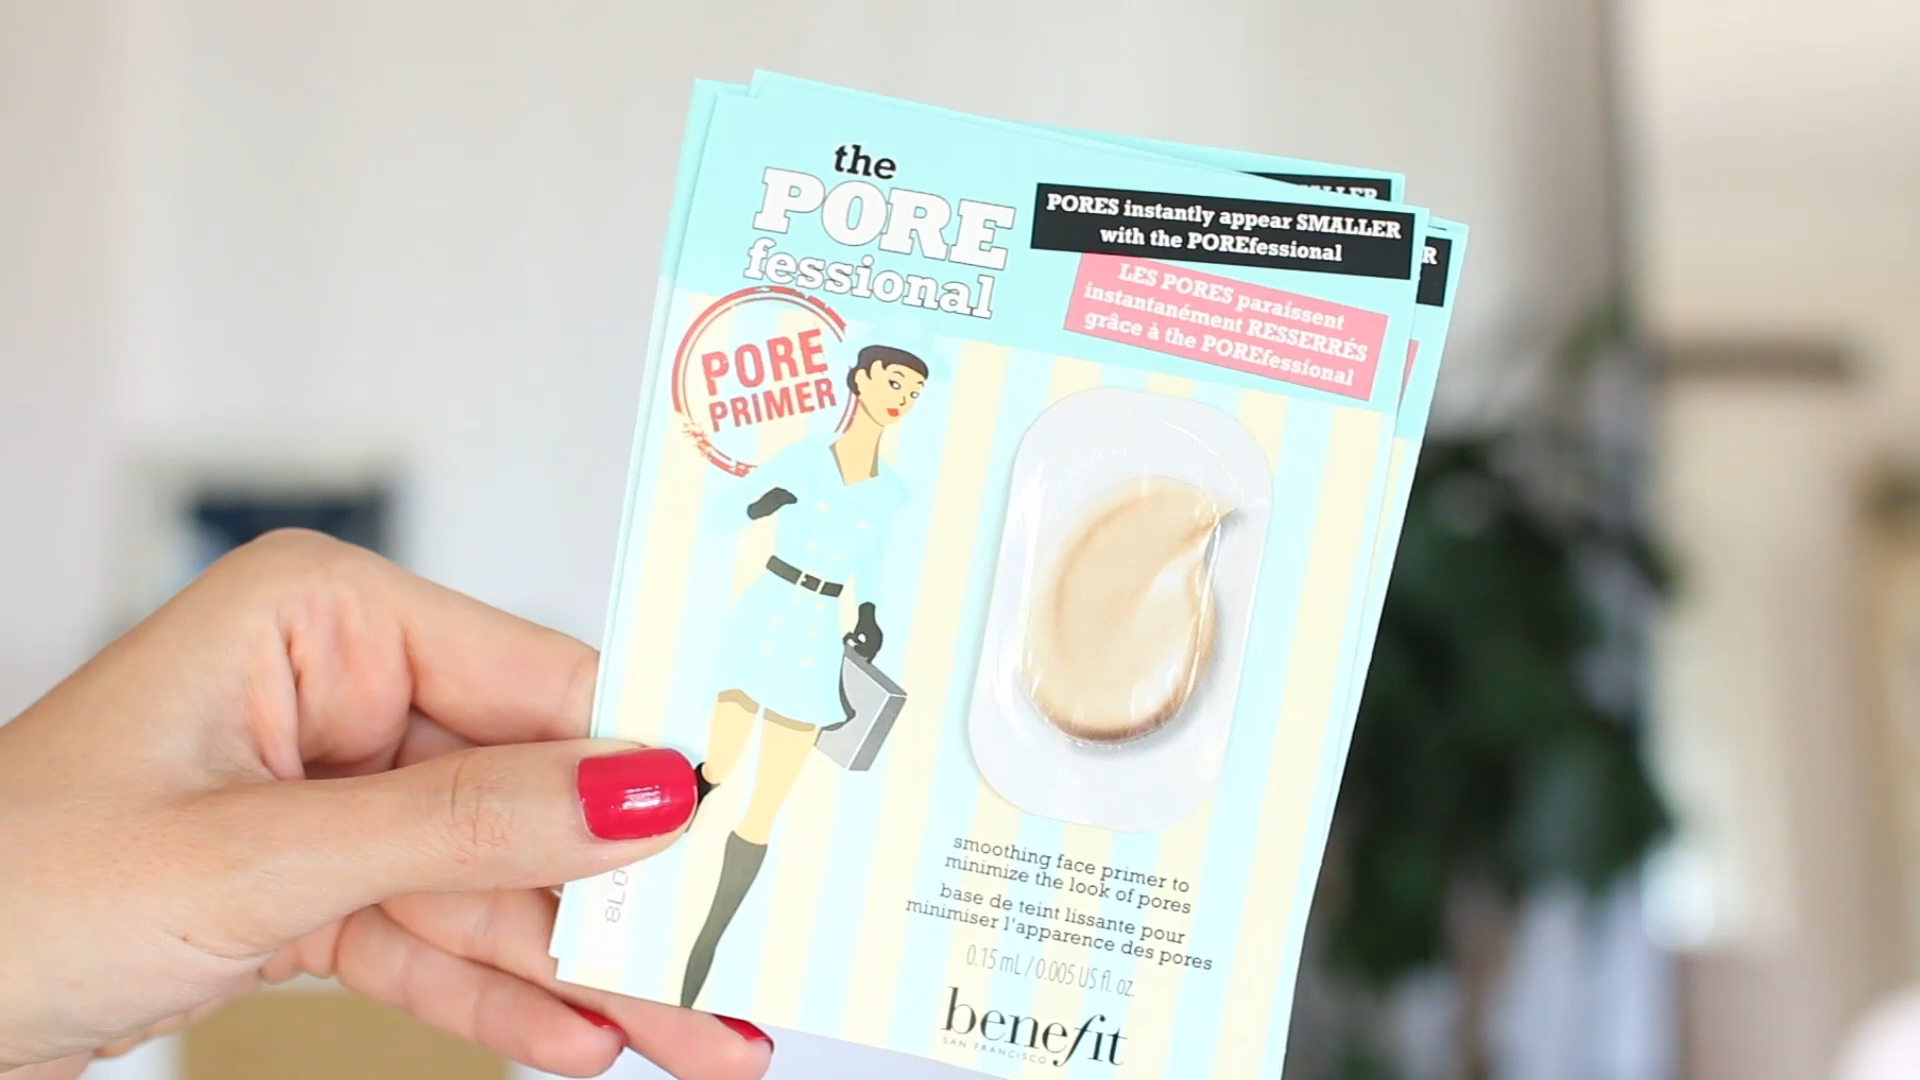 the
PORE
fessional
PORE
PRIMER
PORES instantly appear SMALLER
with the POREfessional
LES PORES paraissent
instantanément RESSERRÉS
grâce à the POREfessional
smoothing face primer to
minimize the look of pores
base de teint lissante pour
minimiser l'apparence des pores
0.15 mL / 0.005 US fl. oz.
benefit
SAN FRANCISCO